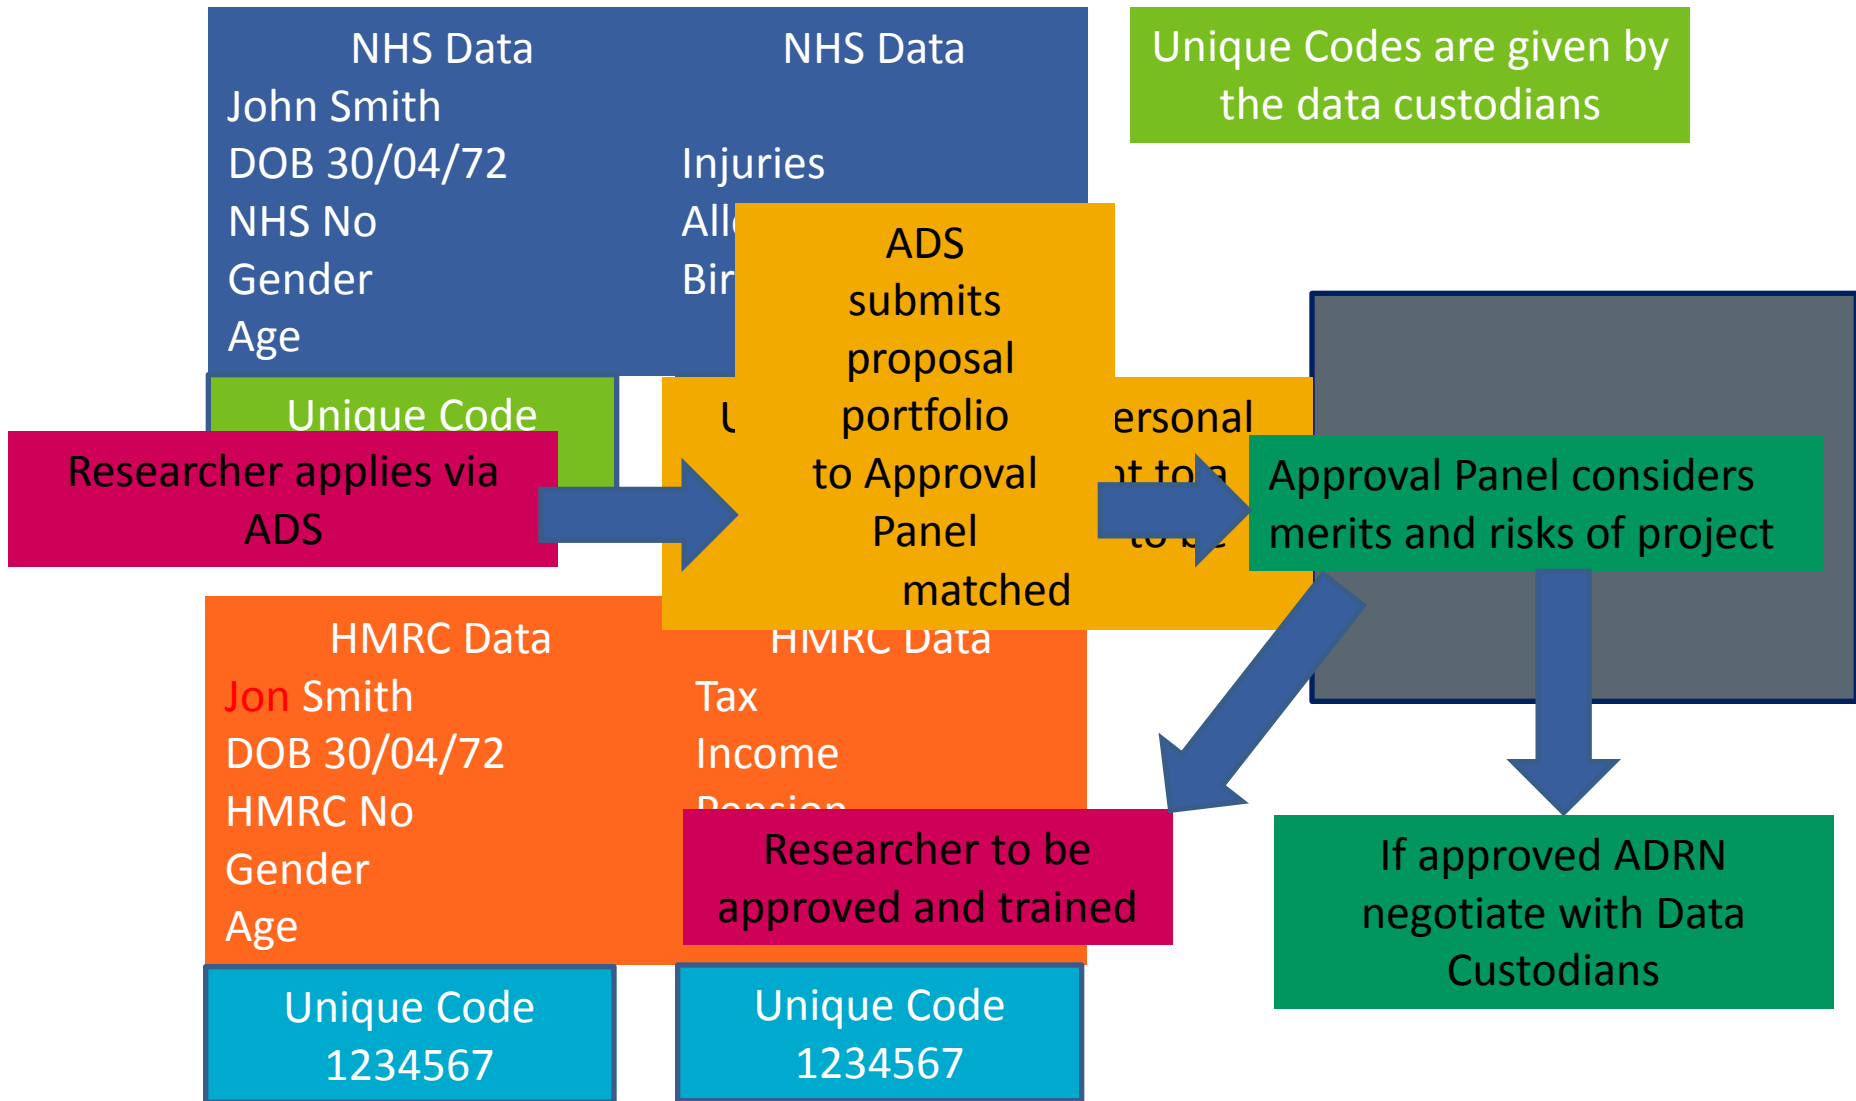 NHS Data
John Smith
DOB 30/04/72
NHS No
Gender
Age
NHS Data
Injuries
Unique Codes are given by
the data custodians
Unique Code
Researcher applies via
ADS
ADS
submits
proposal
portfolio
to Approval
Panel
to a
to be
matched
Approval Panel considers
merits and risks of project
HMRC Data
Jon Smith
DOB 30/04/72
HMRC No
Gender
Age
HMRC Data
Tax
Income
Pension
Researcher to be
approved and trained
If approved ADRN
negotiate with Data
Custodians
Unique Code
1234567
Unique Code
1234567